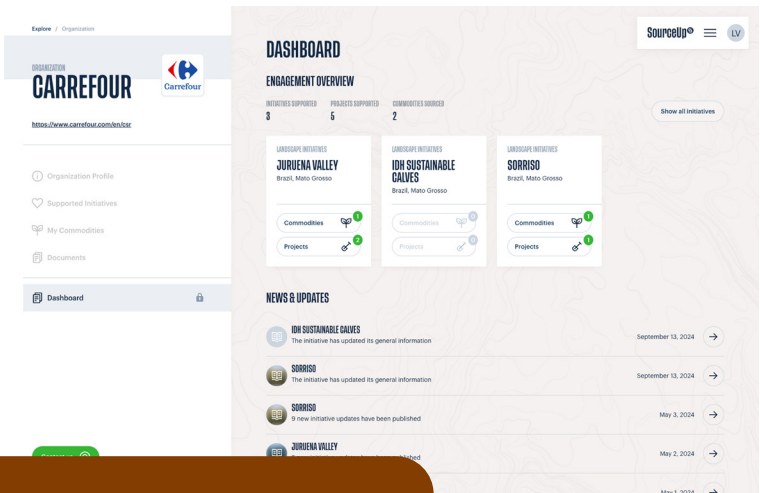 Explore / Organization
ORGANIZATION
CARREFOUR
Carrefour
https://www.carrefour.com/en/csr
Organization Profile
Supported Initiatives
My Commodities
Documents
Dashboard
SourceUp
LV
DASHBOARD
ENGAGEMENT OVERVIEW
INITIATIVES SUPPORTED PROJECTS SUPPORTED COMMODITIES SOURCED
3 5 2
Show all initiatives
LANDSCAPE INITIATIVES
JURUENA VALLEY
Brazil, Mato Grosso
Commodities 1
Projects 2
LANDSCAPE INITIATIVES
IDH SUSTAINABLE
CALVES
Brazil, Mato Grosso
Commodities 0
Projects 0
LANDSCAPE INITIATIVES
SORRISO
Brazil, Mato Grosso
Commodities 1
Projects 1
NEWS & UPDATES
IDH SUSTAINABLE CALVES
The initiative has updated its general information
September 13, 2024
SORRISO
The initiative has updated its general information
September 13, 2024
SORRISO
9 new initiative updates have been published
May 3, 2024
JURUENA VALLEY
May 2, 2024
May 1, 2024